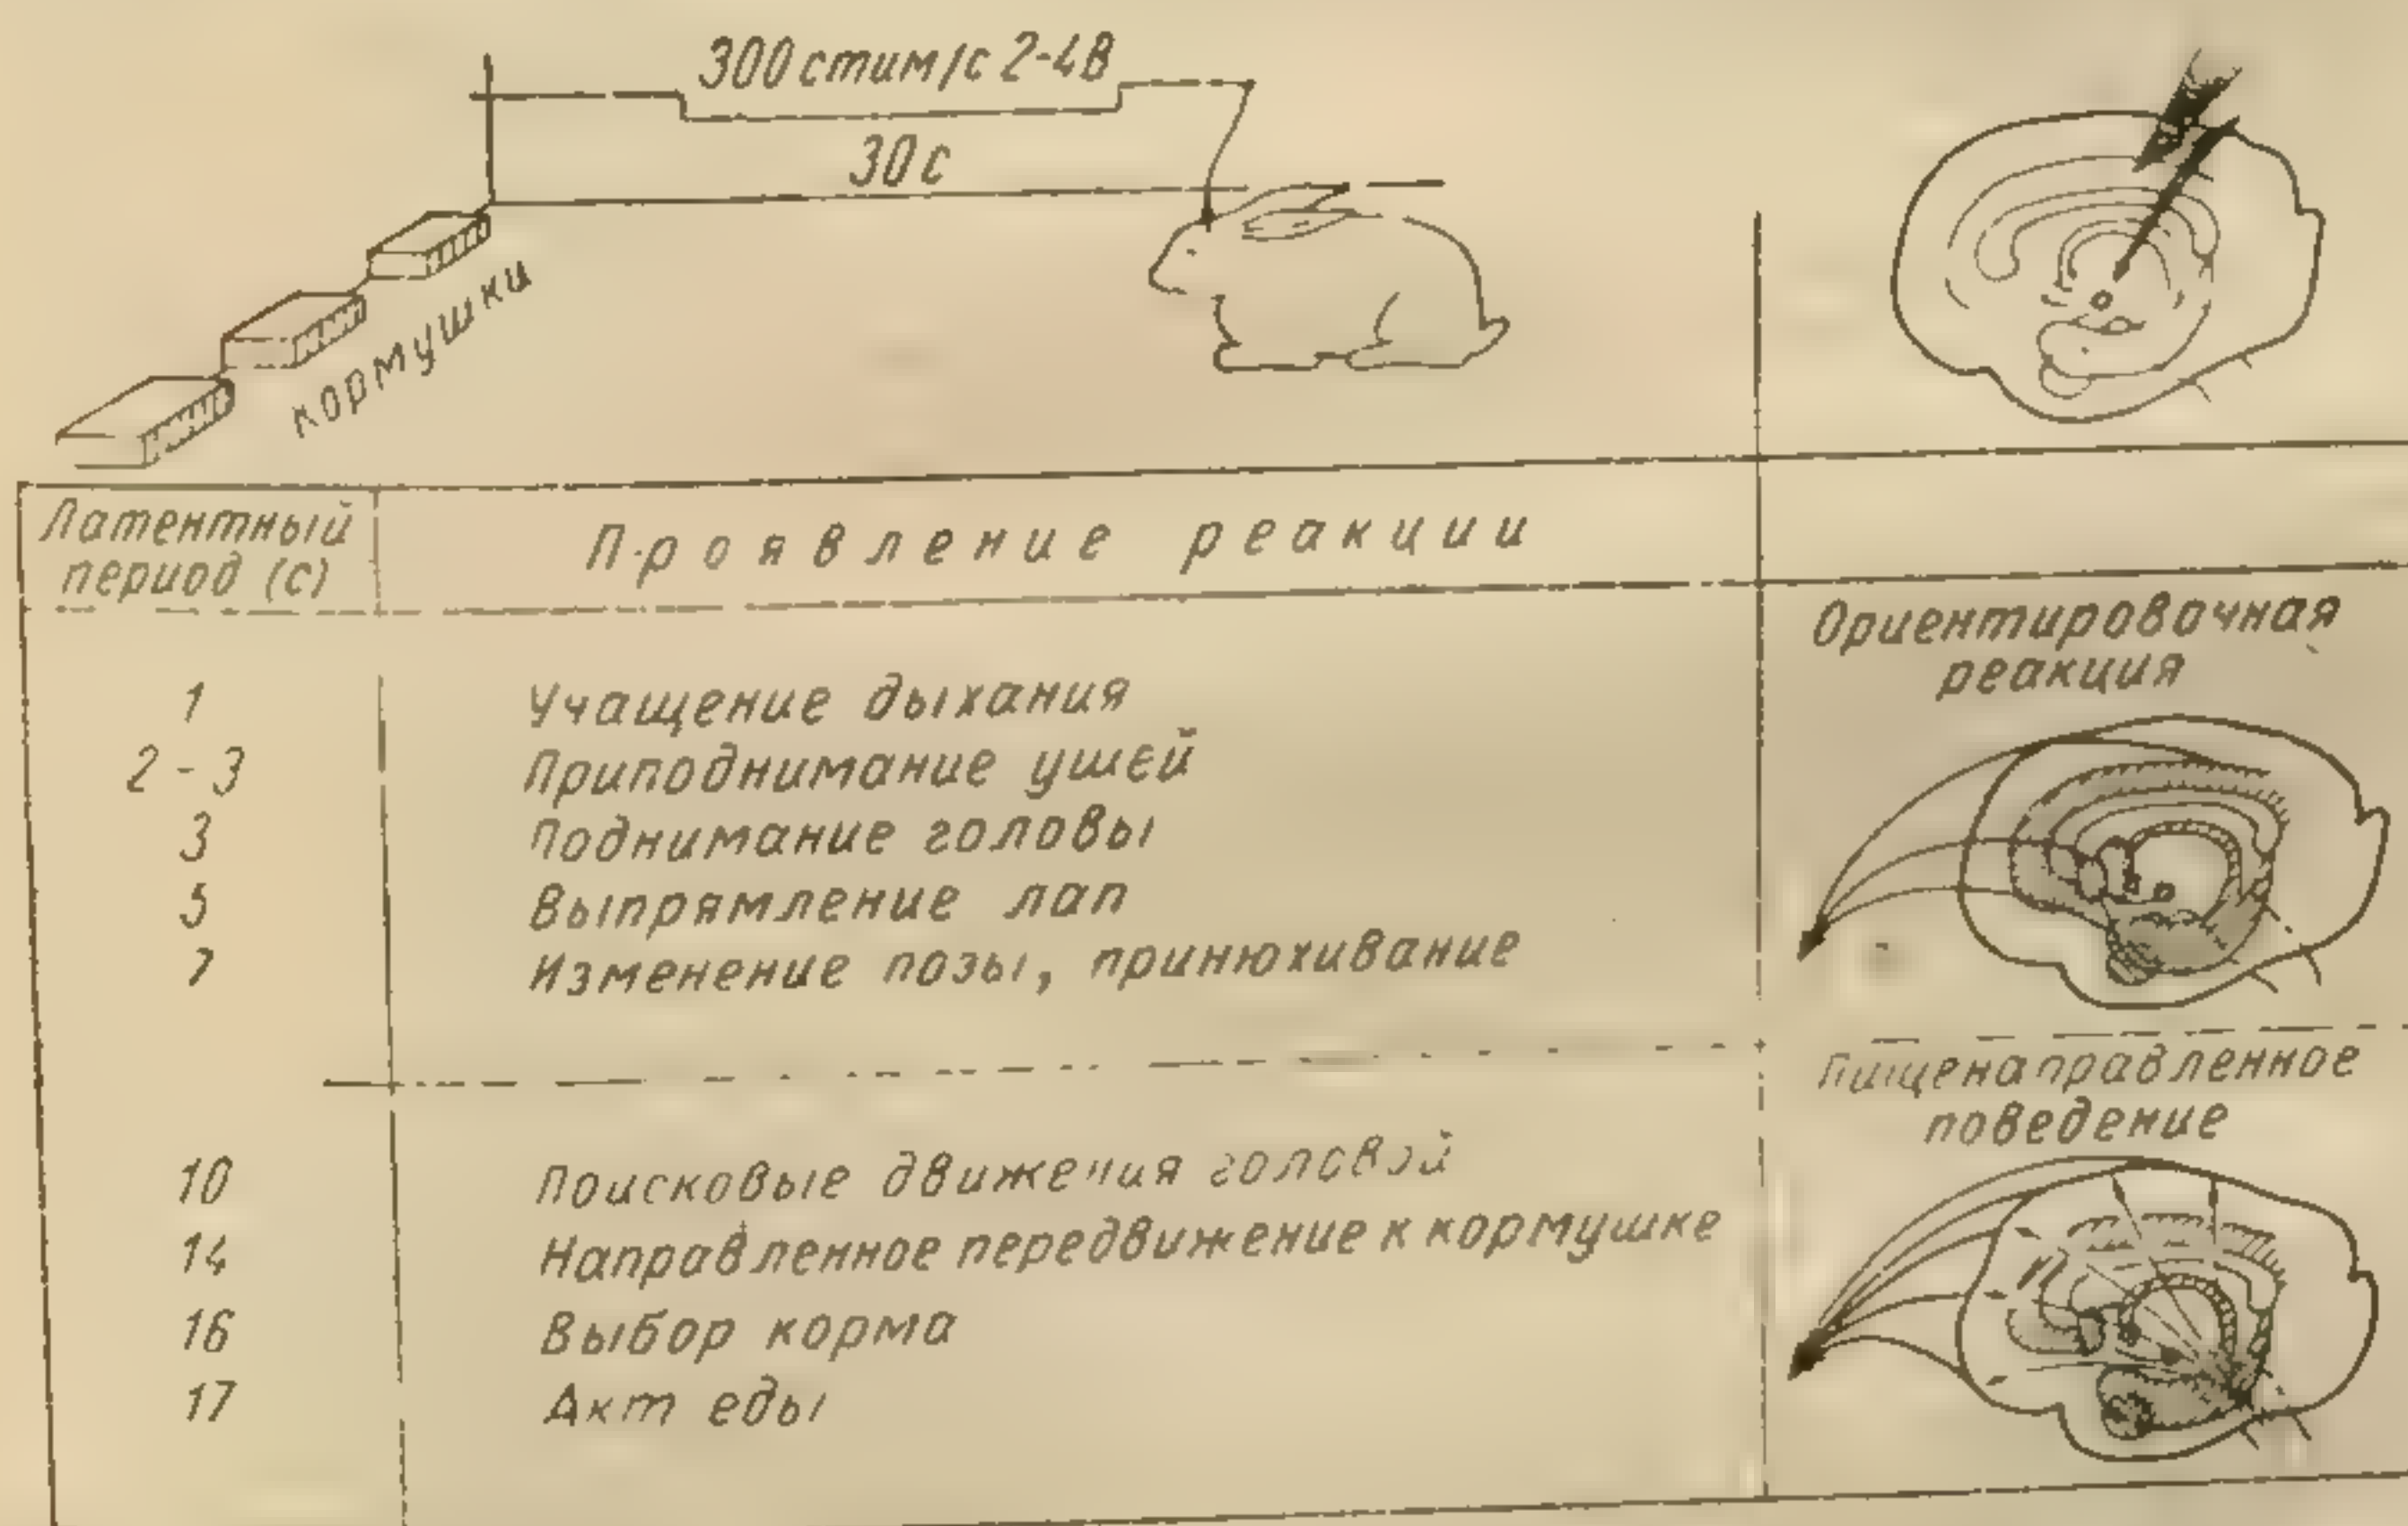 300 стим/с 2-4В
30 с
кормушки
Латентный
период (с)
Проявление реакции
Ориентировочная
реакция
1 Учащение дыхания
2-3 Приподнимание ушей
3 Поднимание головы
5 Выпрямление лап
7 Изменение позы, принюхивание
Пищенаправленное
поведение
10 Поисковые движения головой
14 Направленное передвижение к кормушке
16 Выбор корма
17 Акт еды